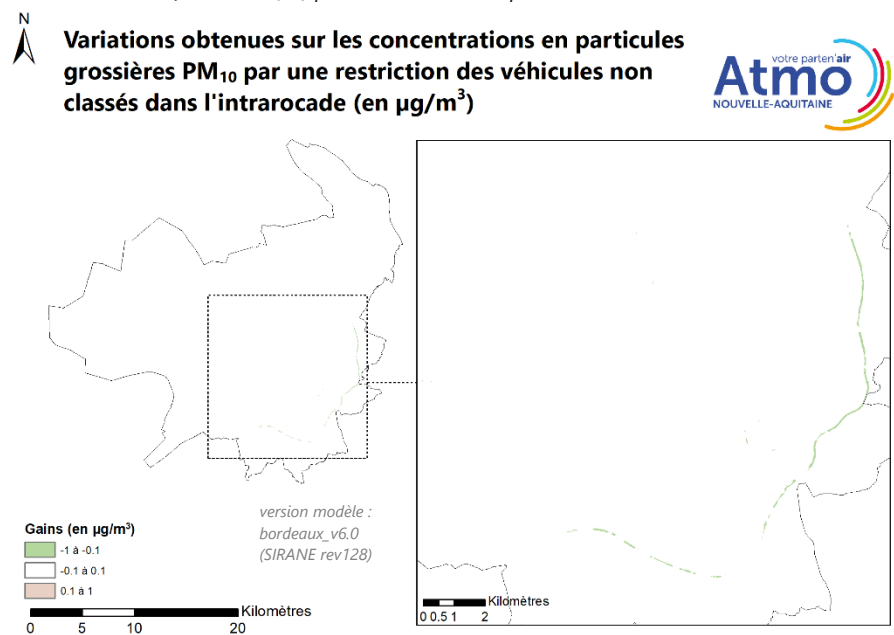 N
Variations obtenues sur les concentrations en particules
grossières PM₁₀ par une restriction des véhicules non
classés dans l'intrarocade (en µg/m³)
votre parten'air
Atmo
NOUVELLE-AQUITAINE
version modèle :
bordeaux_v6.0
(SIRANE rev128)
Gains (en µg/m³)
-1 à -0.1
-0.1 à 0.1
0.1 à 1
Kilomètres
0 5 10 20
Kilomètres
0 0.5 1 2